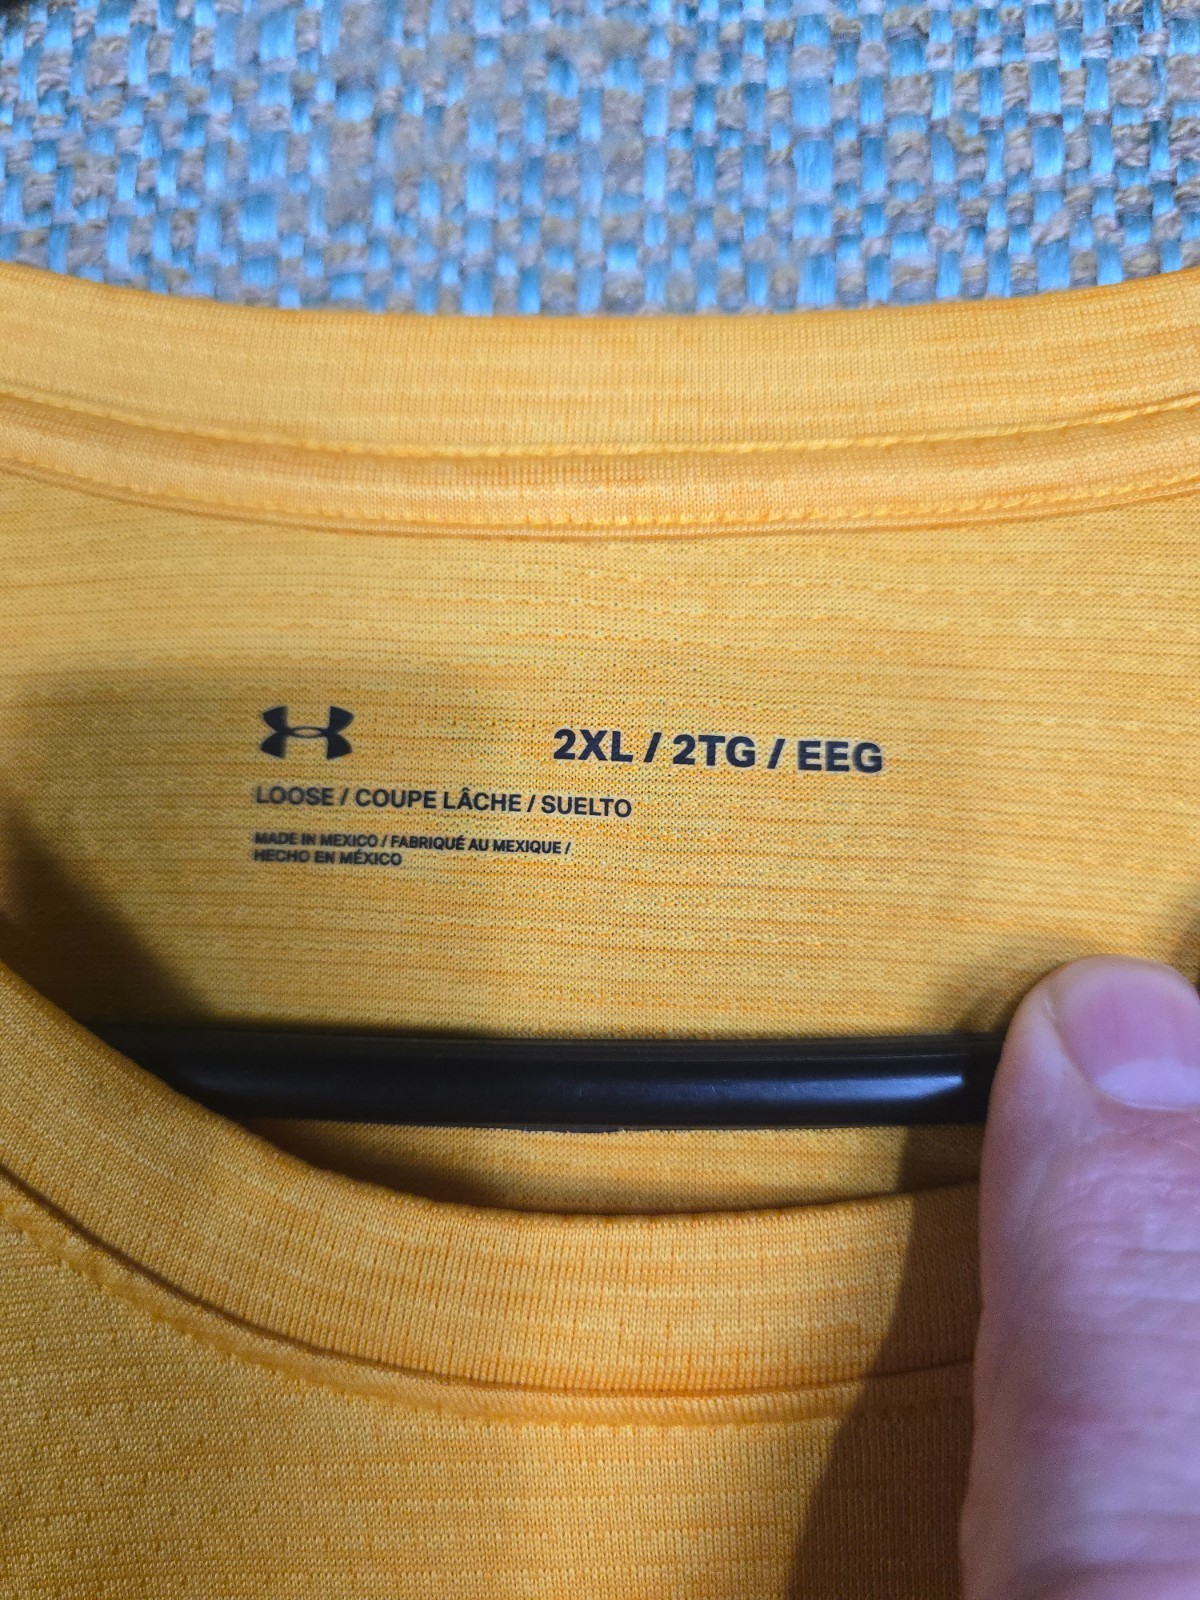 2XL / 2TG / EEG
LOOSE / COUPE LÂCHE / SUELTO
MADE IN MEXICO / FABRIQUÉ AU MEXIQUE /
HECHO EN MÉXICO